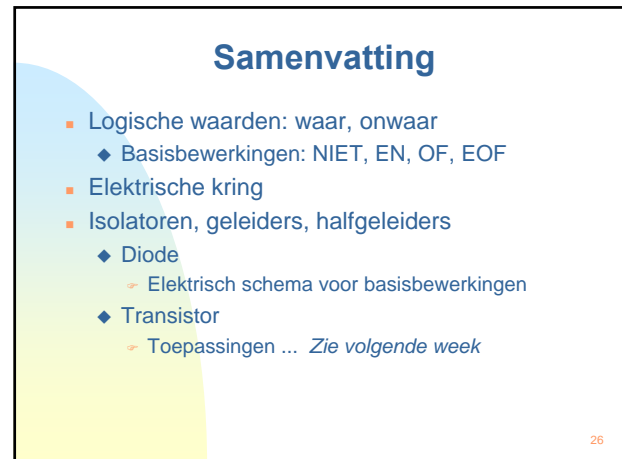 Samenvatting
Logische waarden: waar, onwaar
Basisbewerkingen: NIET, EN, OF, EOF
Elektrische kring
Isolatoren, geleiders, halfgeleiders
Diode
Elektrisch schema voor basisbewerkingen
Transistor
Toepassingen ... Zie volgende week
26